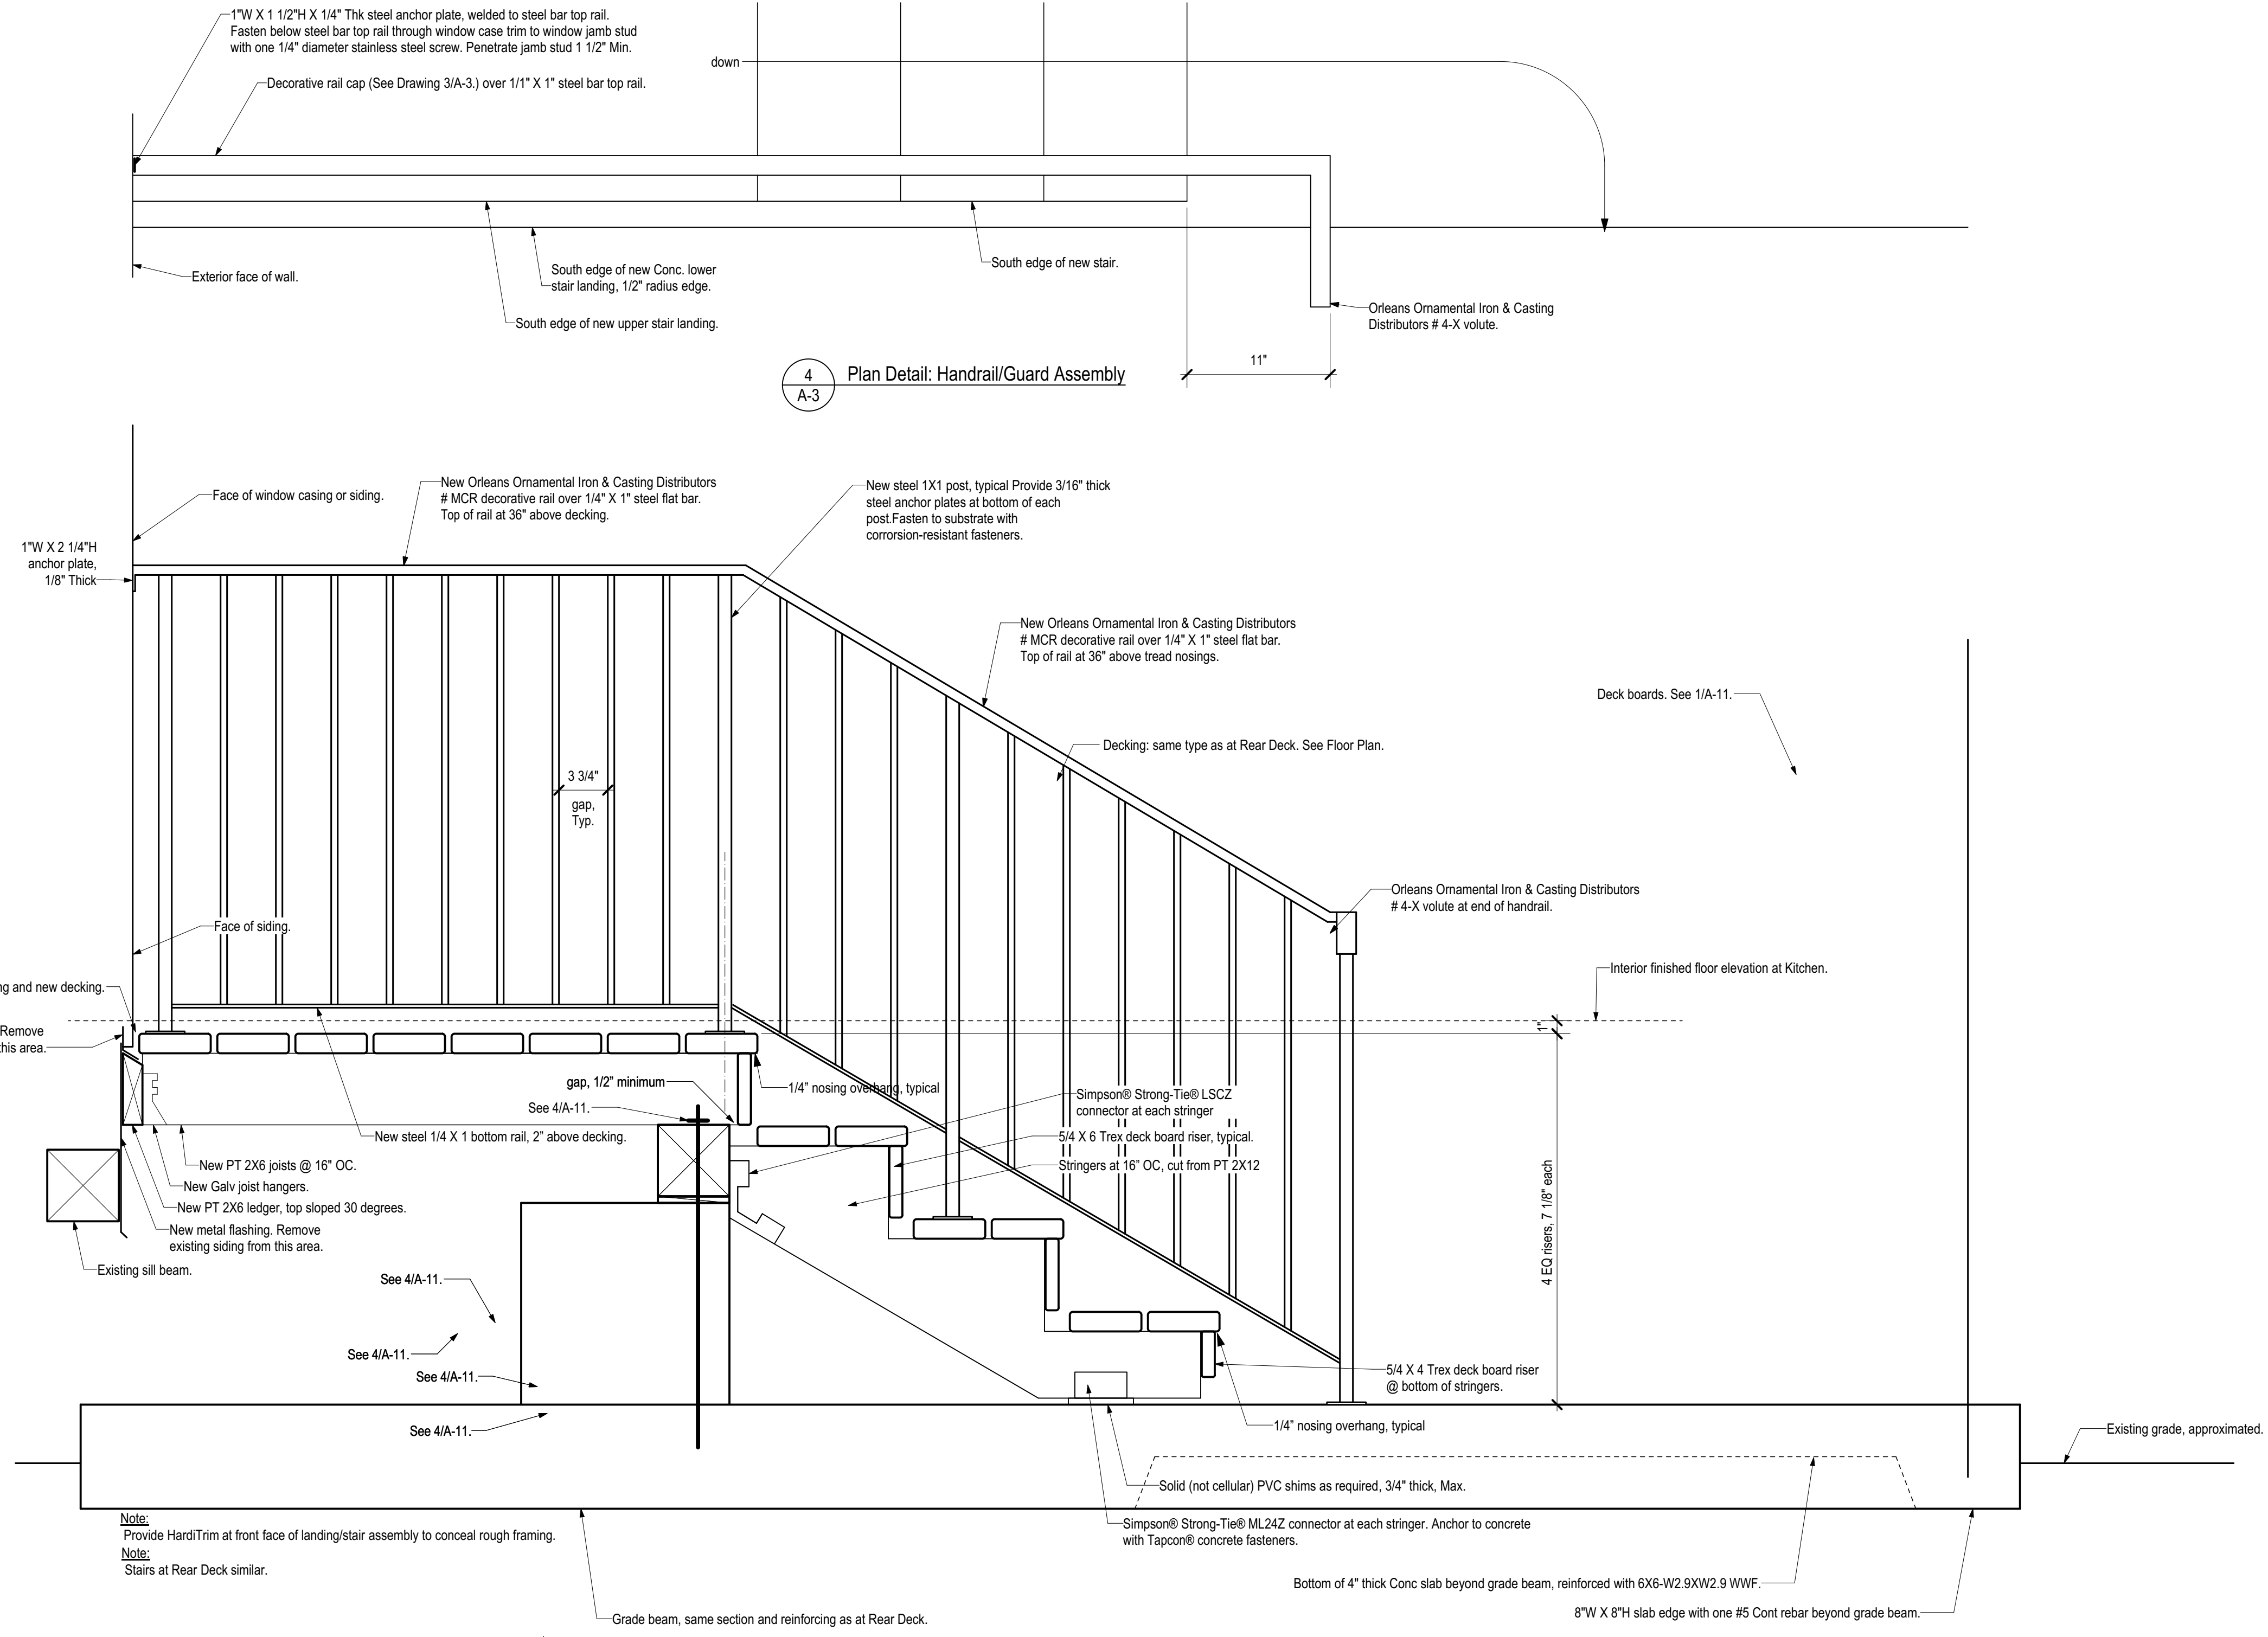 1"W X 1 1/2"H X 1/4" Thk steel anchor plate, welded to steel bar top rail.
Fasten below steel bar top rail through window case trim to window jamb stud
with one 1/4" diameter stainless steel screw. Penetrate jamb stud 1 1/2" Min.
down
Decorative rail cap (See Drawing 3/A-3.) over 1/1" X 1" steel bar top rail.
Exterior face of wall.
South edge of new Conc. lower
stair landing, 1/2" radius edge.
South edge of new stair.
South edge of new upper stair landing.
Orleans Ornamental Iron & Casting
Distributors # 4-X volute.
11"
4
A-3
Plan Detail: Handrail/Guard Assembly
Face of window casing or siding.
New Orleans Ornamental Iron & Casting Distributors
# MCR decorative rail over 1/4" X 1" steel flat bar.
Top of rail at 36" above decking.
New steel 1X1 post, typical Provide 3/16" thick
steel anchor plates at bottom of each
post.Fasten to substrate with
corrorsion-resistant fasteners.
1"W X 2 1/4"H
anchor plate,
1/8" Thick
New Orleans Ornamental Iron & Casting Distributors
# MCR decorative rail over 1/4" X 1" steel flat bar.
Top of rail at 36" above tread nosings.
Deck boards. See 1/A-11.
Decking: same type as at Rear Deck. See Floor Plan.
3 3/4"
gap,
Typ.
Orleans Ornamental Iron & Casting Distributors
# 4-X volute at end of handrail.
Face of siding.
Interior finished floor elevation at Kitchen.
ng and new decking.
Remove
this area.
1"
gap, 1/2” minimum
1/4” nosing overhang, typical
See 4/A-11.
Simpson® Strong-Tie® LSCZ
connector at each stringer
New steel 1/4 X 1 bottom rail, 2” above decking.
5/4 X 6 Trex deck board riser, typical.
Stringers at 16” OC, cut from PT 2X12
New PT 2X6 joists @ 16" OC.
New Galv joist hangers.
New PT 2X6 ledger, top sloped 30 degrees.
New metal flashing. Remove
existing siding from this area.
Existing sill beam.
4 EQ risers, 7 1/8" each
See 4/A-11.
See 4/A-11.
See 4/A-11.
See 4/A-11.
5/4 X 4 Trex deck board riser
@ bottom of stringers.
1/4” nosing overhang, typical
Existing grade, approximated.
Solid (not cellular) PVC shims as required, 3/4" thick, Max.
Note:
Provide HardiTrim at front face of landing/stair assembly to conceal rough framing.
Note:
Stairs at Rear Deck similar.
Simpson® Strong-Tie® ML24Z connector at each stringer. Anchor to concrete
with Tapcon® concrete fasteners.
Bottom of 4" thick Conc slab beyond grade beam, reinforced with 6X6-W2.9XW2.9 WWF.
Grade beam, same section and reinforcing as at Rear Deck.
8"W X 8"H slab edge with one #5 Cont rebar beyond grade beam.